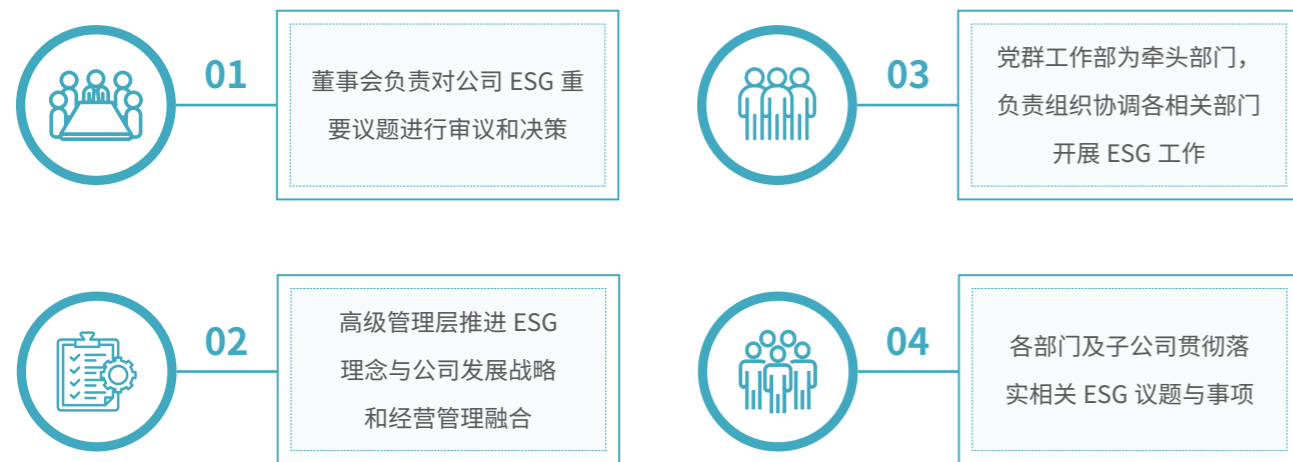 01
董事会负责对公司 ESG 重
要议题进行审议和决策
02
高级管理层推进 ESG
理念与公司发展战略
和经营管理融合
03
党群工作部为牵头部门，
负责组织协调各相关部门
开展 ESG 工作
04
各部门及子公司贯彻落
实相关 ESG 议题与事项